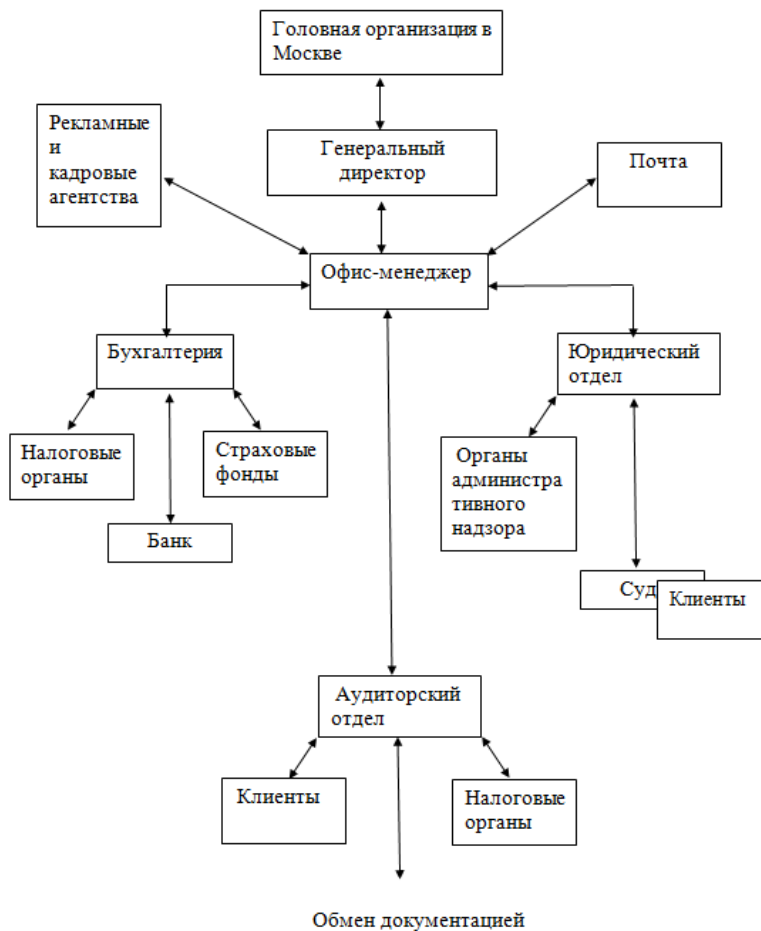 Головная организация в
Москве
Рекламные
и
кадровые
агентства
Генеральный
директор
Почта
Офис-менеджер
Бухгалтерия
Юридический
отдел
Налоговые
органы
Страховые
фонды
Органы
администра
тивного
надзора
Банк
Суд
Клиенты
Аудиторский
отдел
Клиенты
Налоговые
органы
Обмен документацией